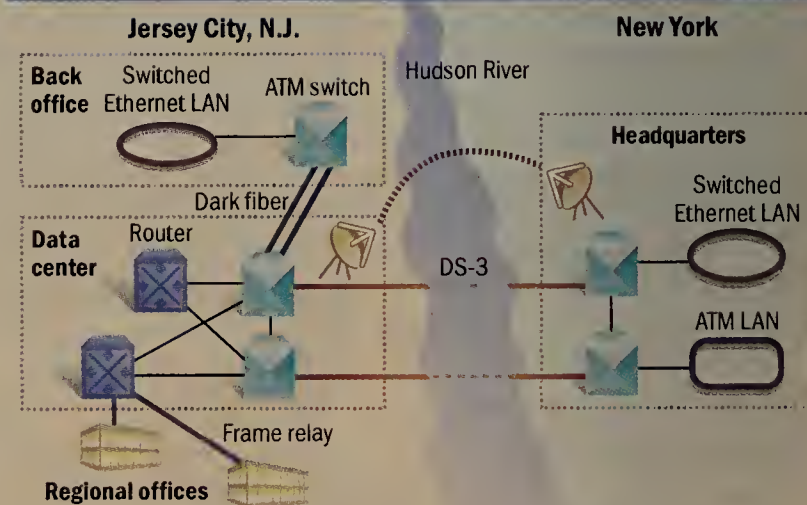 Jersey City, N.J.
New York
Hudson River
Back
office
Switched
Ethernet LAN
ATM switch
Headquarters
Switched
Ethernet LAN
Dark fiber
Data
center
Router
DS-3
ATM LAN
Frame relay
Regional offices